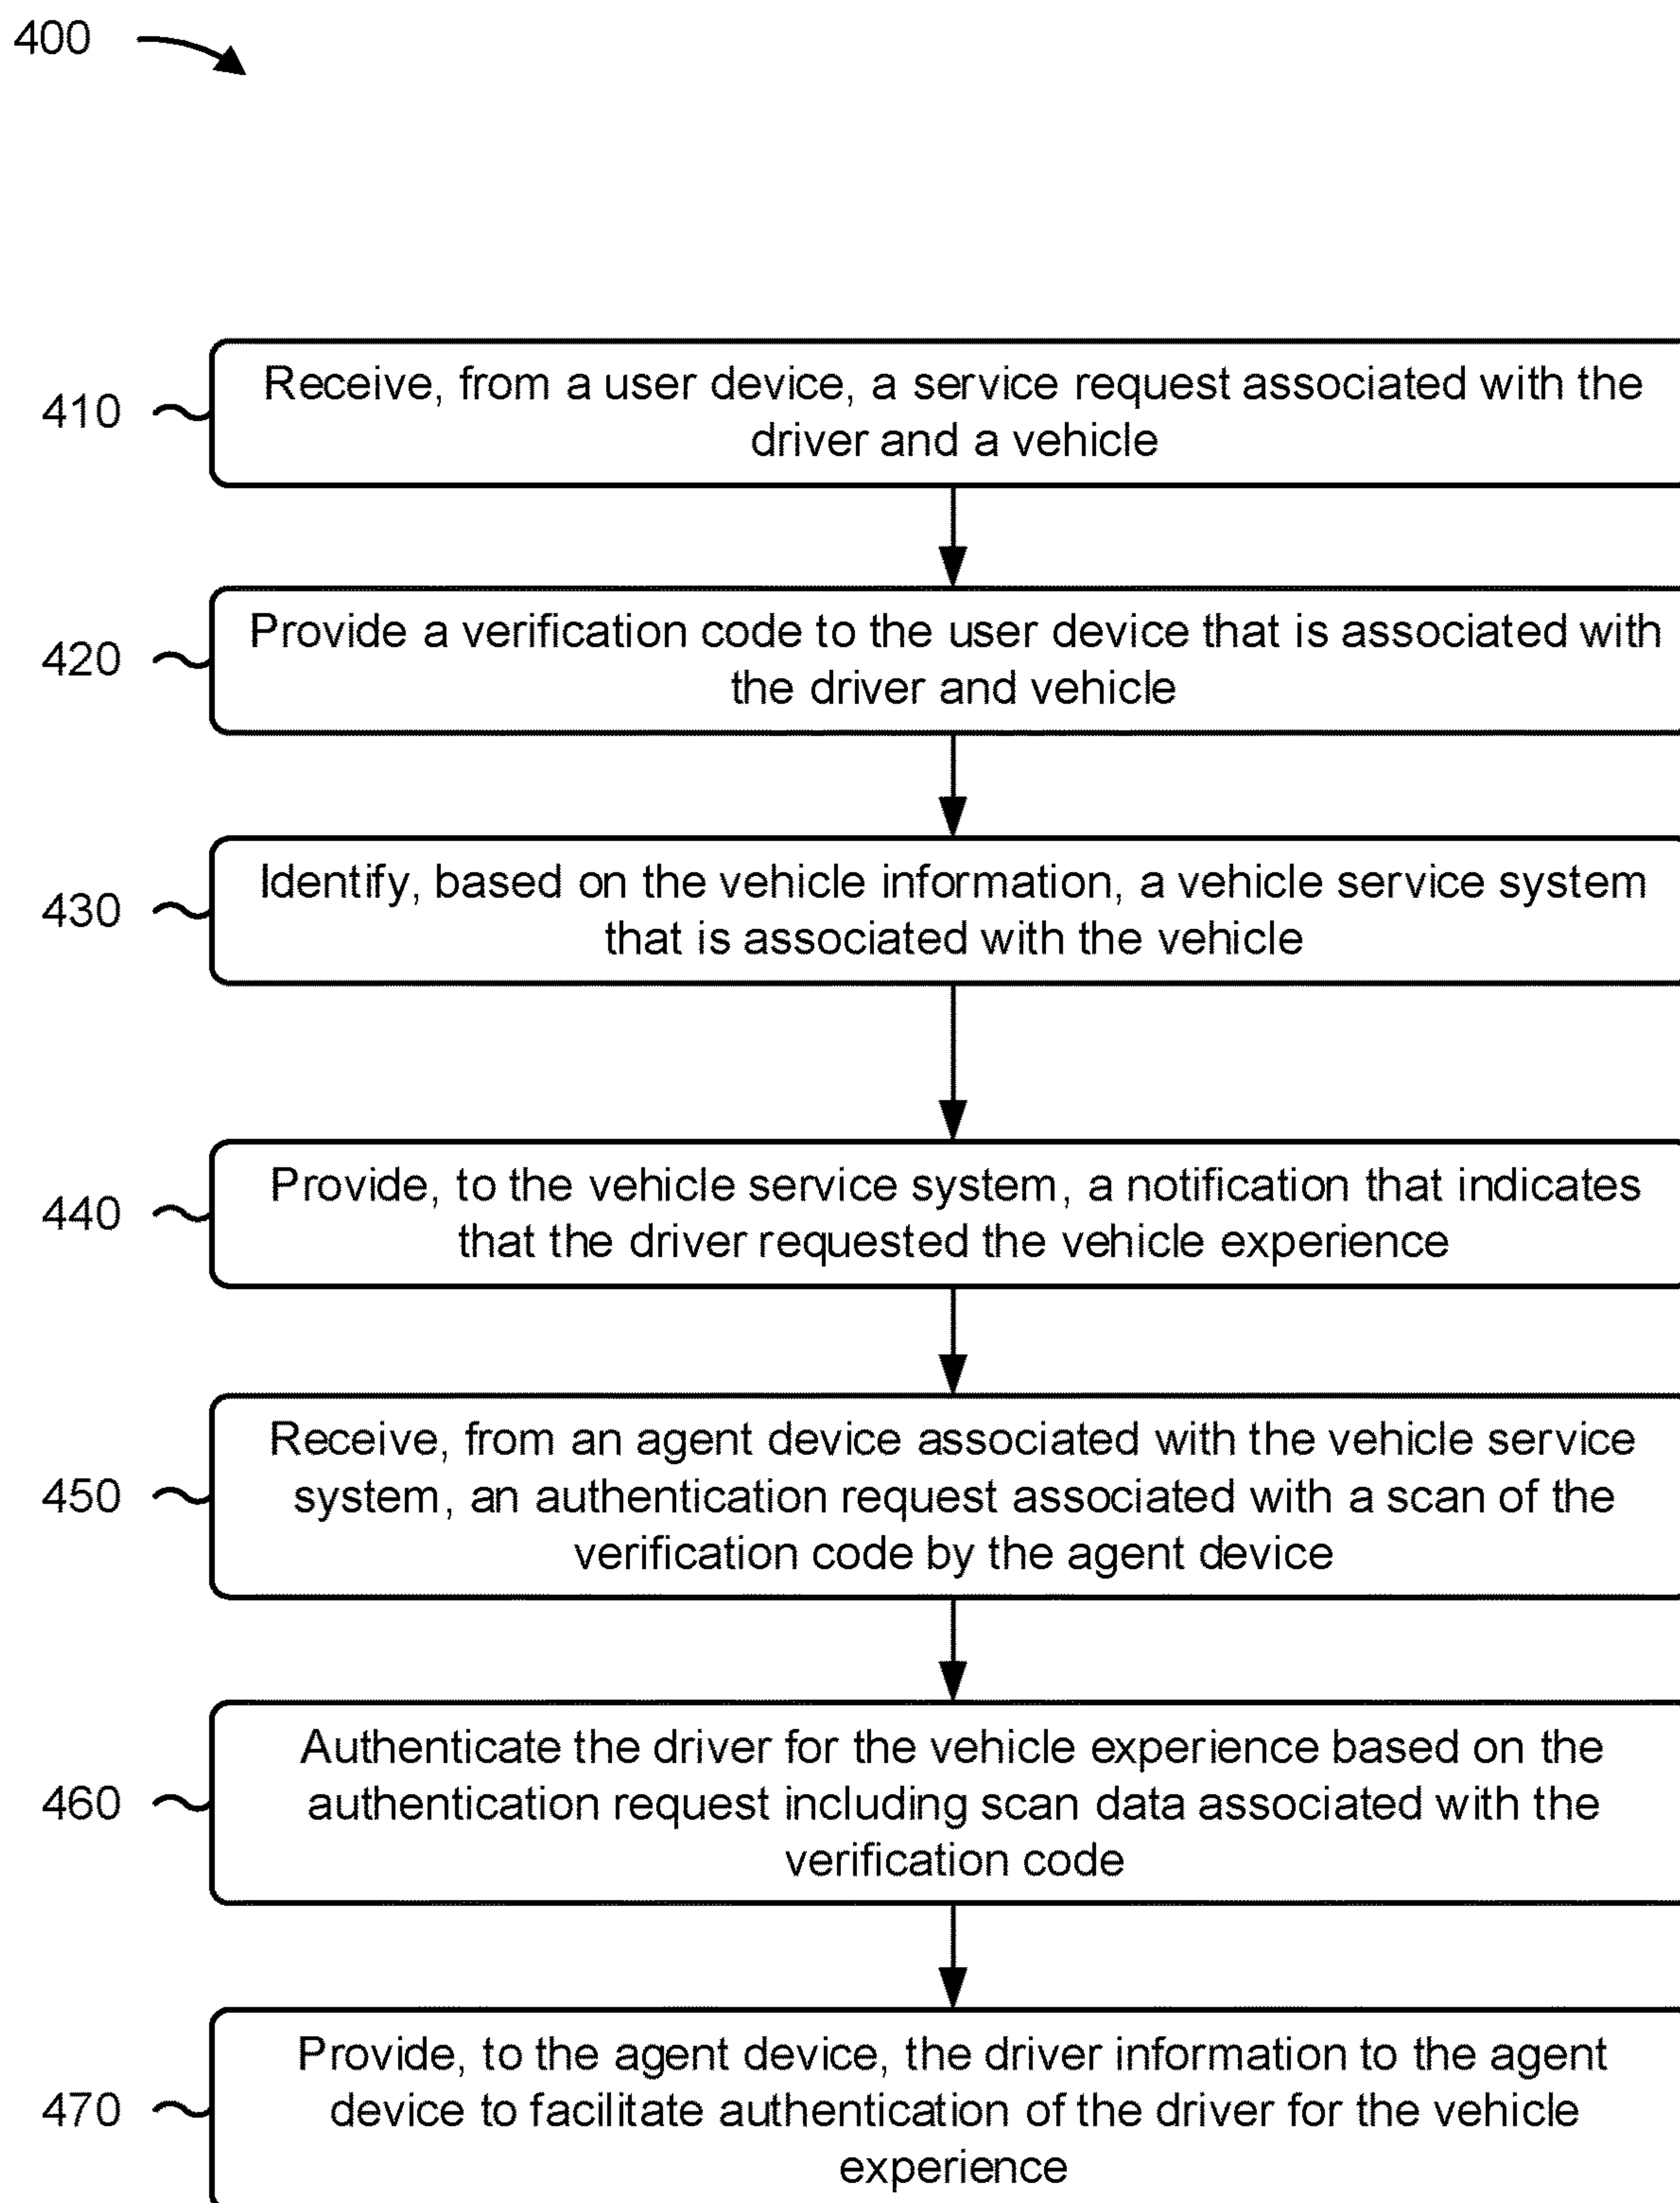 400
410
Receive, from a user device, a service request associated with the
driver and a vehicle
420
Provide a verification code to the user device that is associated with
the driver and vehicle
430
Identify, based on the vehicle information, a vehicle service system
that is associated with the vehicle
440
Provide, to the vehicle service system, a notification that indicates
that the driver requested the vehicle experience
450
Receive, from an agent device associated with the vehicle service
system, an authentication request associated with a scan of the
verification code by the agent device
460
Authenticate the driver for the vehicle experience based on the
authentication request including scan data associated with the
verification code
470
Provide, to the agent device, the driver information to the agent
device to facilitate authentication of the driver for the vehicle
experience